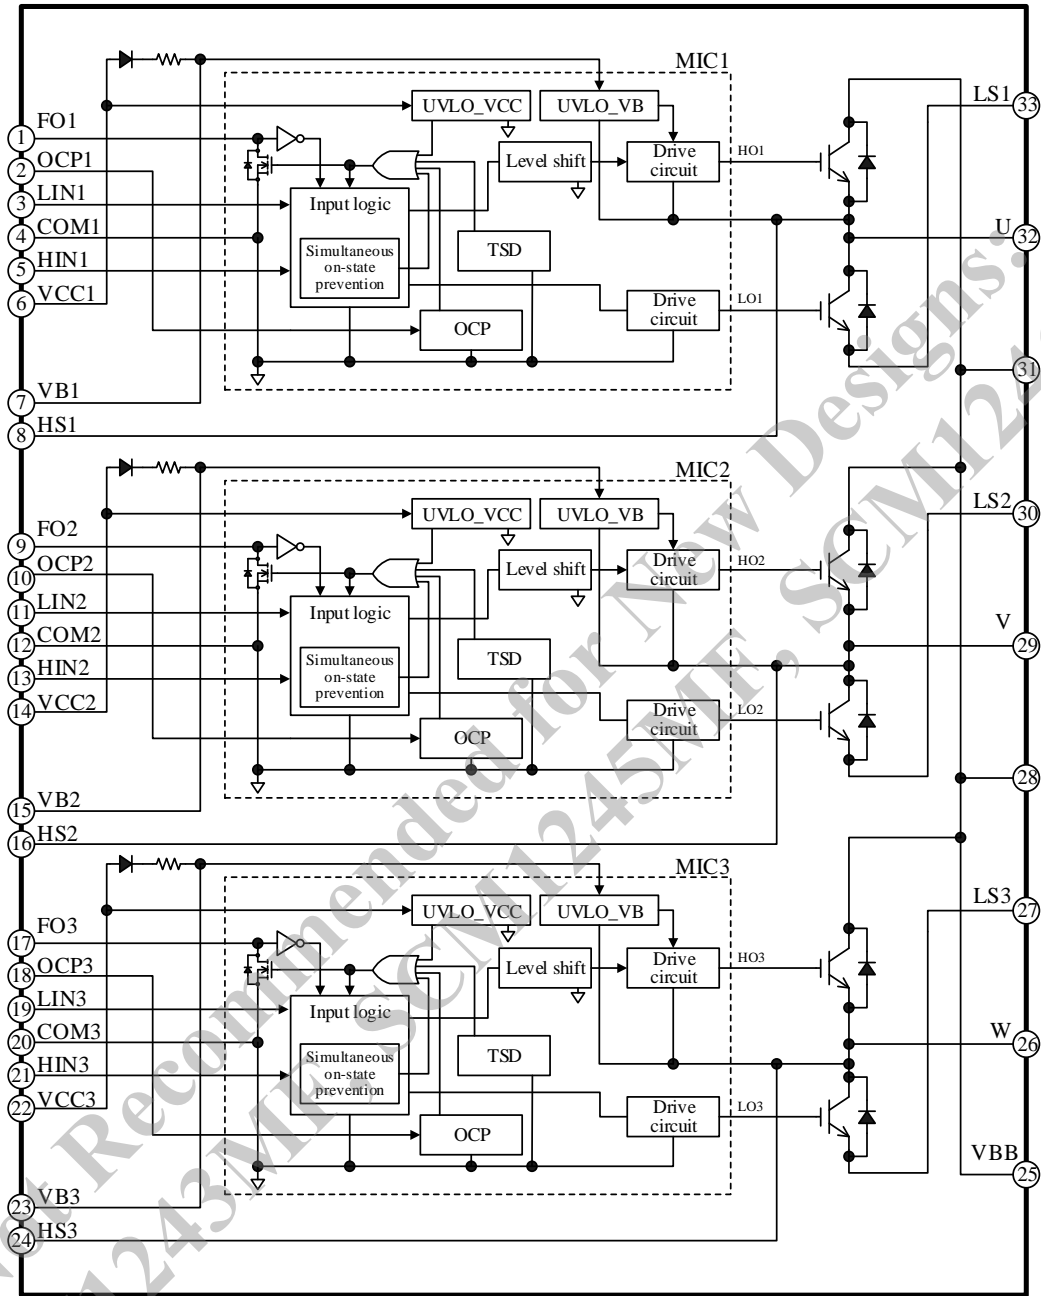 MIC1
UVLO_VCC
UVLO_VB
LS1
33
1
FO1
2
OCP1
Level shift
Drive
circuit
HO1
3
LIN1
Input logic
4
COM1
U
32
5
HIN1
Simultaneous
on-state
prevention
TSD
6
VCC1
Drive
circuit
LO1
OCP
31
7
VB1
8
HS1
MIC2
UVLO_VCC
UVLO_VB
LS2
30
9
FO2
10
OCP2
Level shift
Drive
circuit
HO2
11
LIN2
Input logic
12
COM2
V
29
13
HIN2
Simultaneous
on-state
prevention
TSD
14
VCC2
Drive
circuit
LO2
OCP
28
15
VB2
16
HS2
MIC3
UVLO_VCC
UVLO_VB
LS3
27
17
FO3
18
OCP3
Level shift
Drive
circuit
HO3
19
LIN3
Input logic
20
COM3
W
26
21
HIN3
Simultaneous
on-state
prevention
TSD
22
VCC3
Drive
circuit
LO3
OCP
VBB
25
23
VB3
24
HS3
Not Recommended for New Designs:
1243MF, SCM1245MF, SCM124